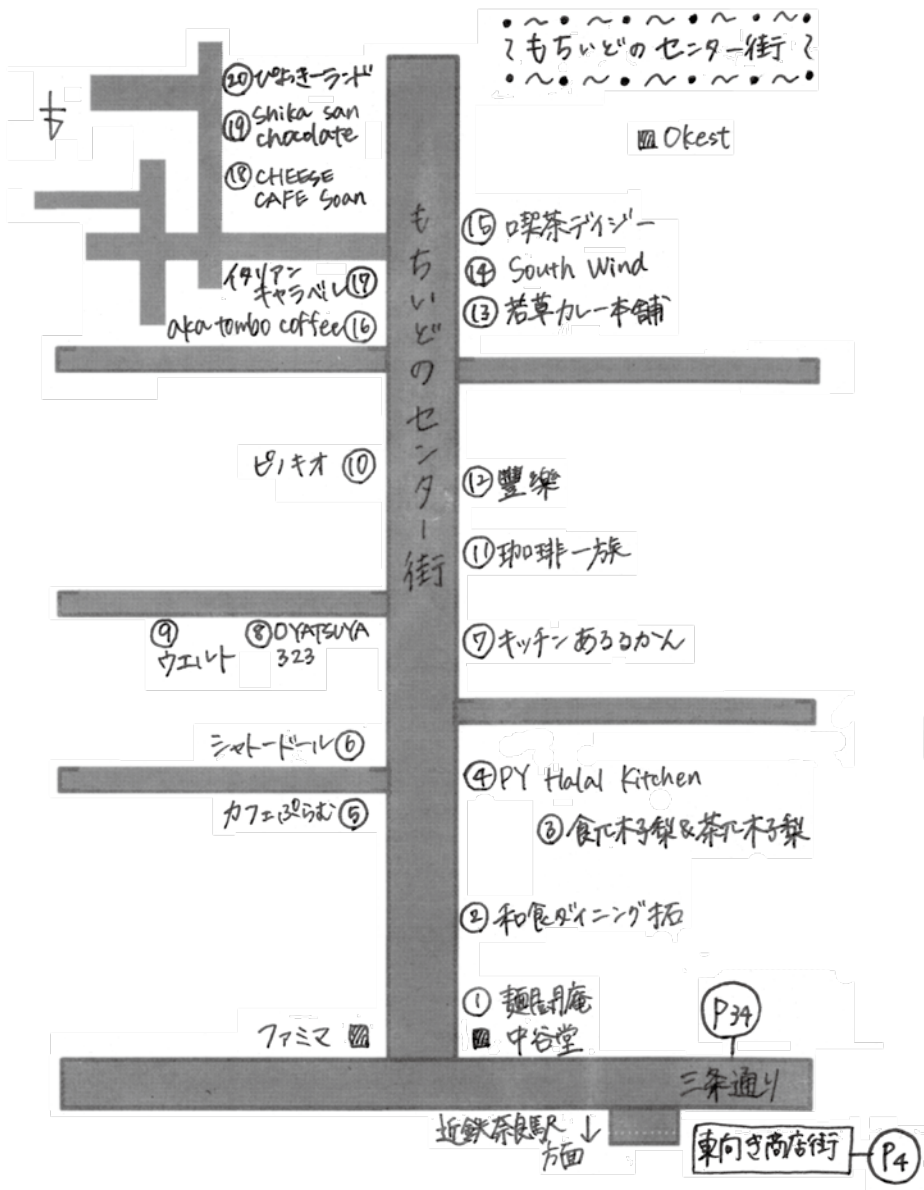 もちいどのセンター街
Okest
⑳ぴよきーランド
⑲Shika san
chocolate
⑱CHEESE
CAFE Soan
もちいどのセンター街
⑮喫茶デイジー
⑭South Wind
⑬若草カレー本舗
イタリアン
キャラベル⑰
aka tombo coffee⑯
ピノキオ⑩
⑫豐樂
⑪珈琲一族
⑨
ウエルト
⑧OYATSUYA
323
⑦キッチンあるるかん
シャトードール⑥
④PY Halal Kitchen
カフェぷらむ⑤
③食兀木子梨&茶兀木子梨
②和食ダイニング拓
①麺闘庵
ファミマ
中谷堂
P34
三条通り
近鉄奈良駅
方面
↓
東向き商店街
P4